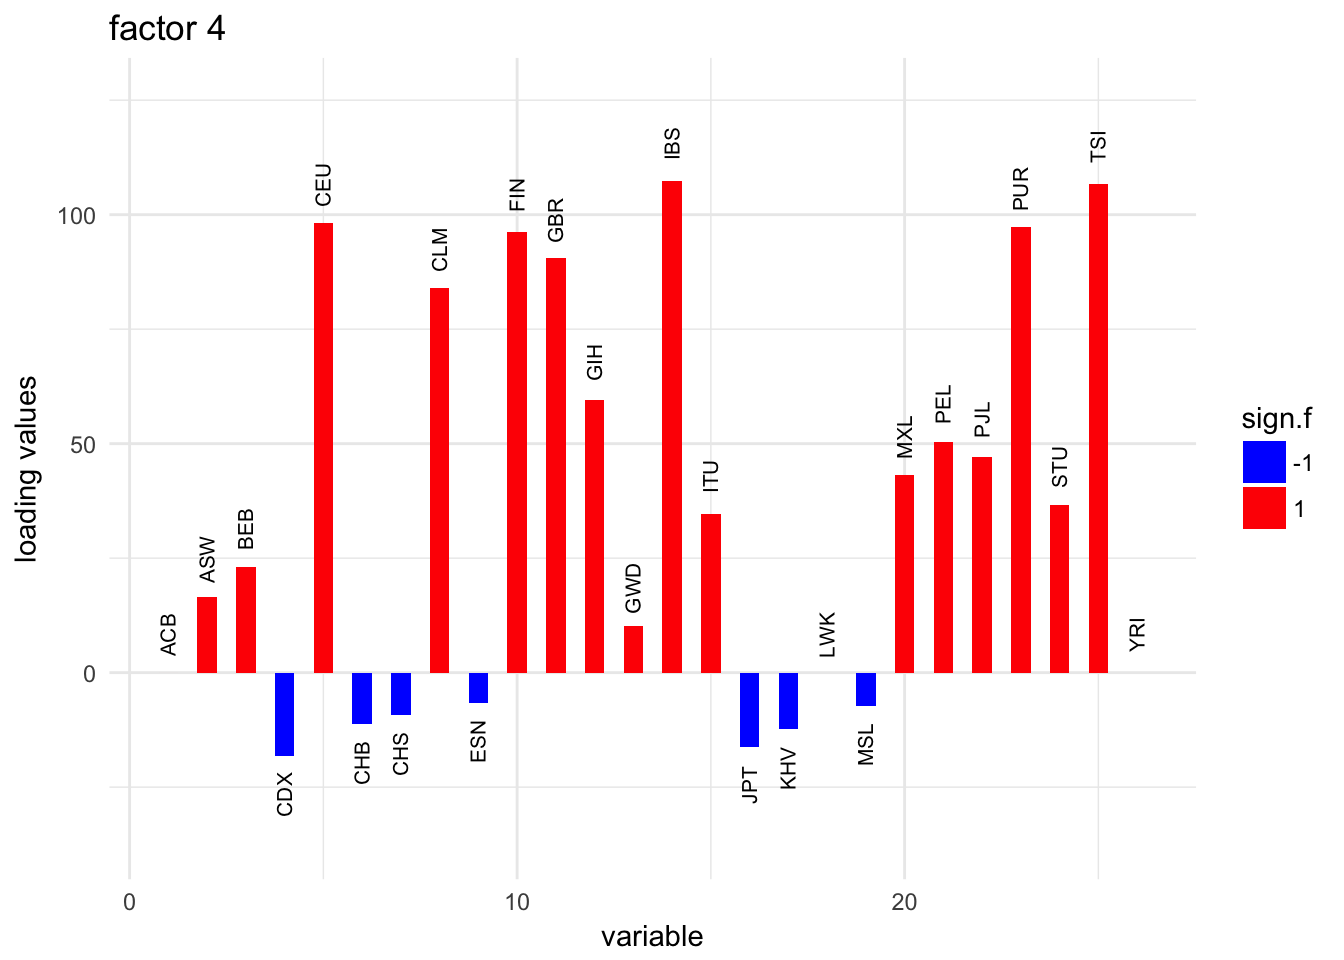 factor 4
loading values
100
50
0
ACB
ASW
BEB
CDX
CEU
CHB
CHS
CLM
ESN
FIN
GBR
GIH
GWD
IBS
ITU
JPT
KHV
LWK
MSL
MXL
PEL
PJL
PUR
STU
TSI
YRI
0
10
20
variable
sign.f
-1
1